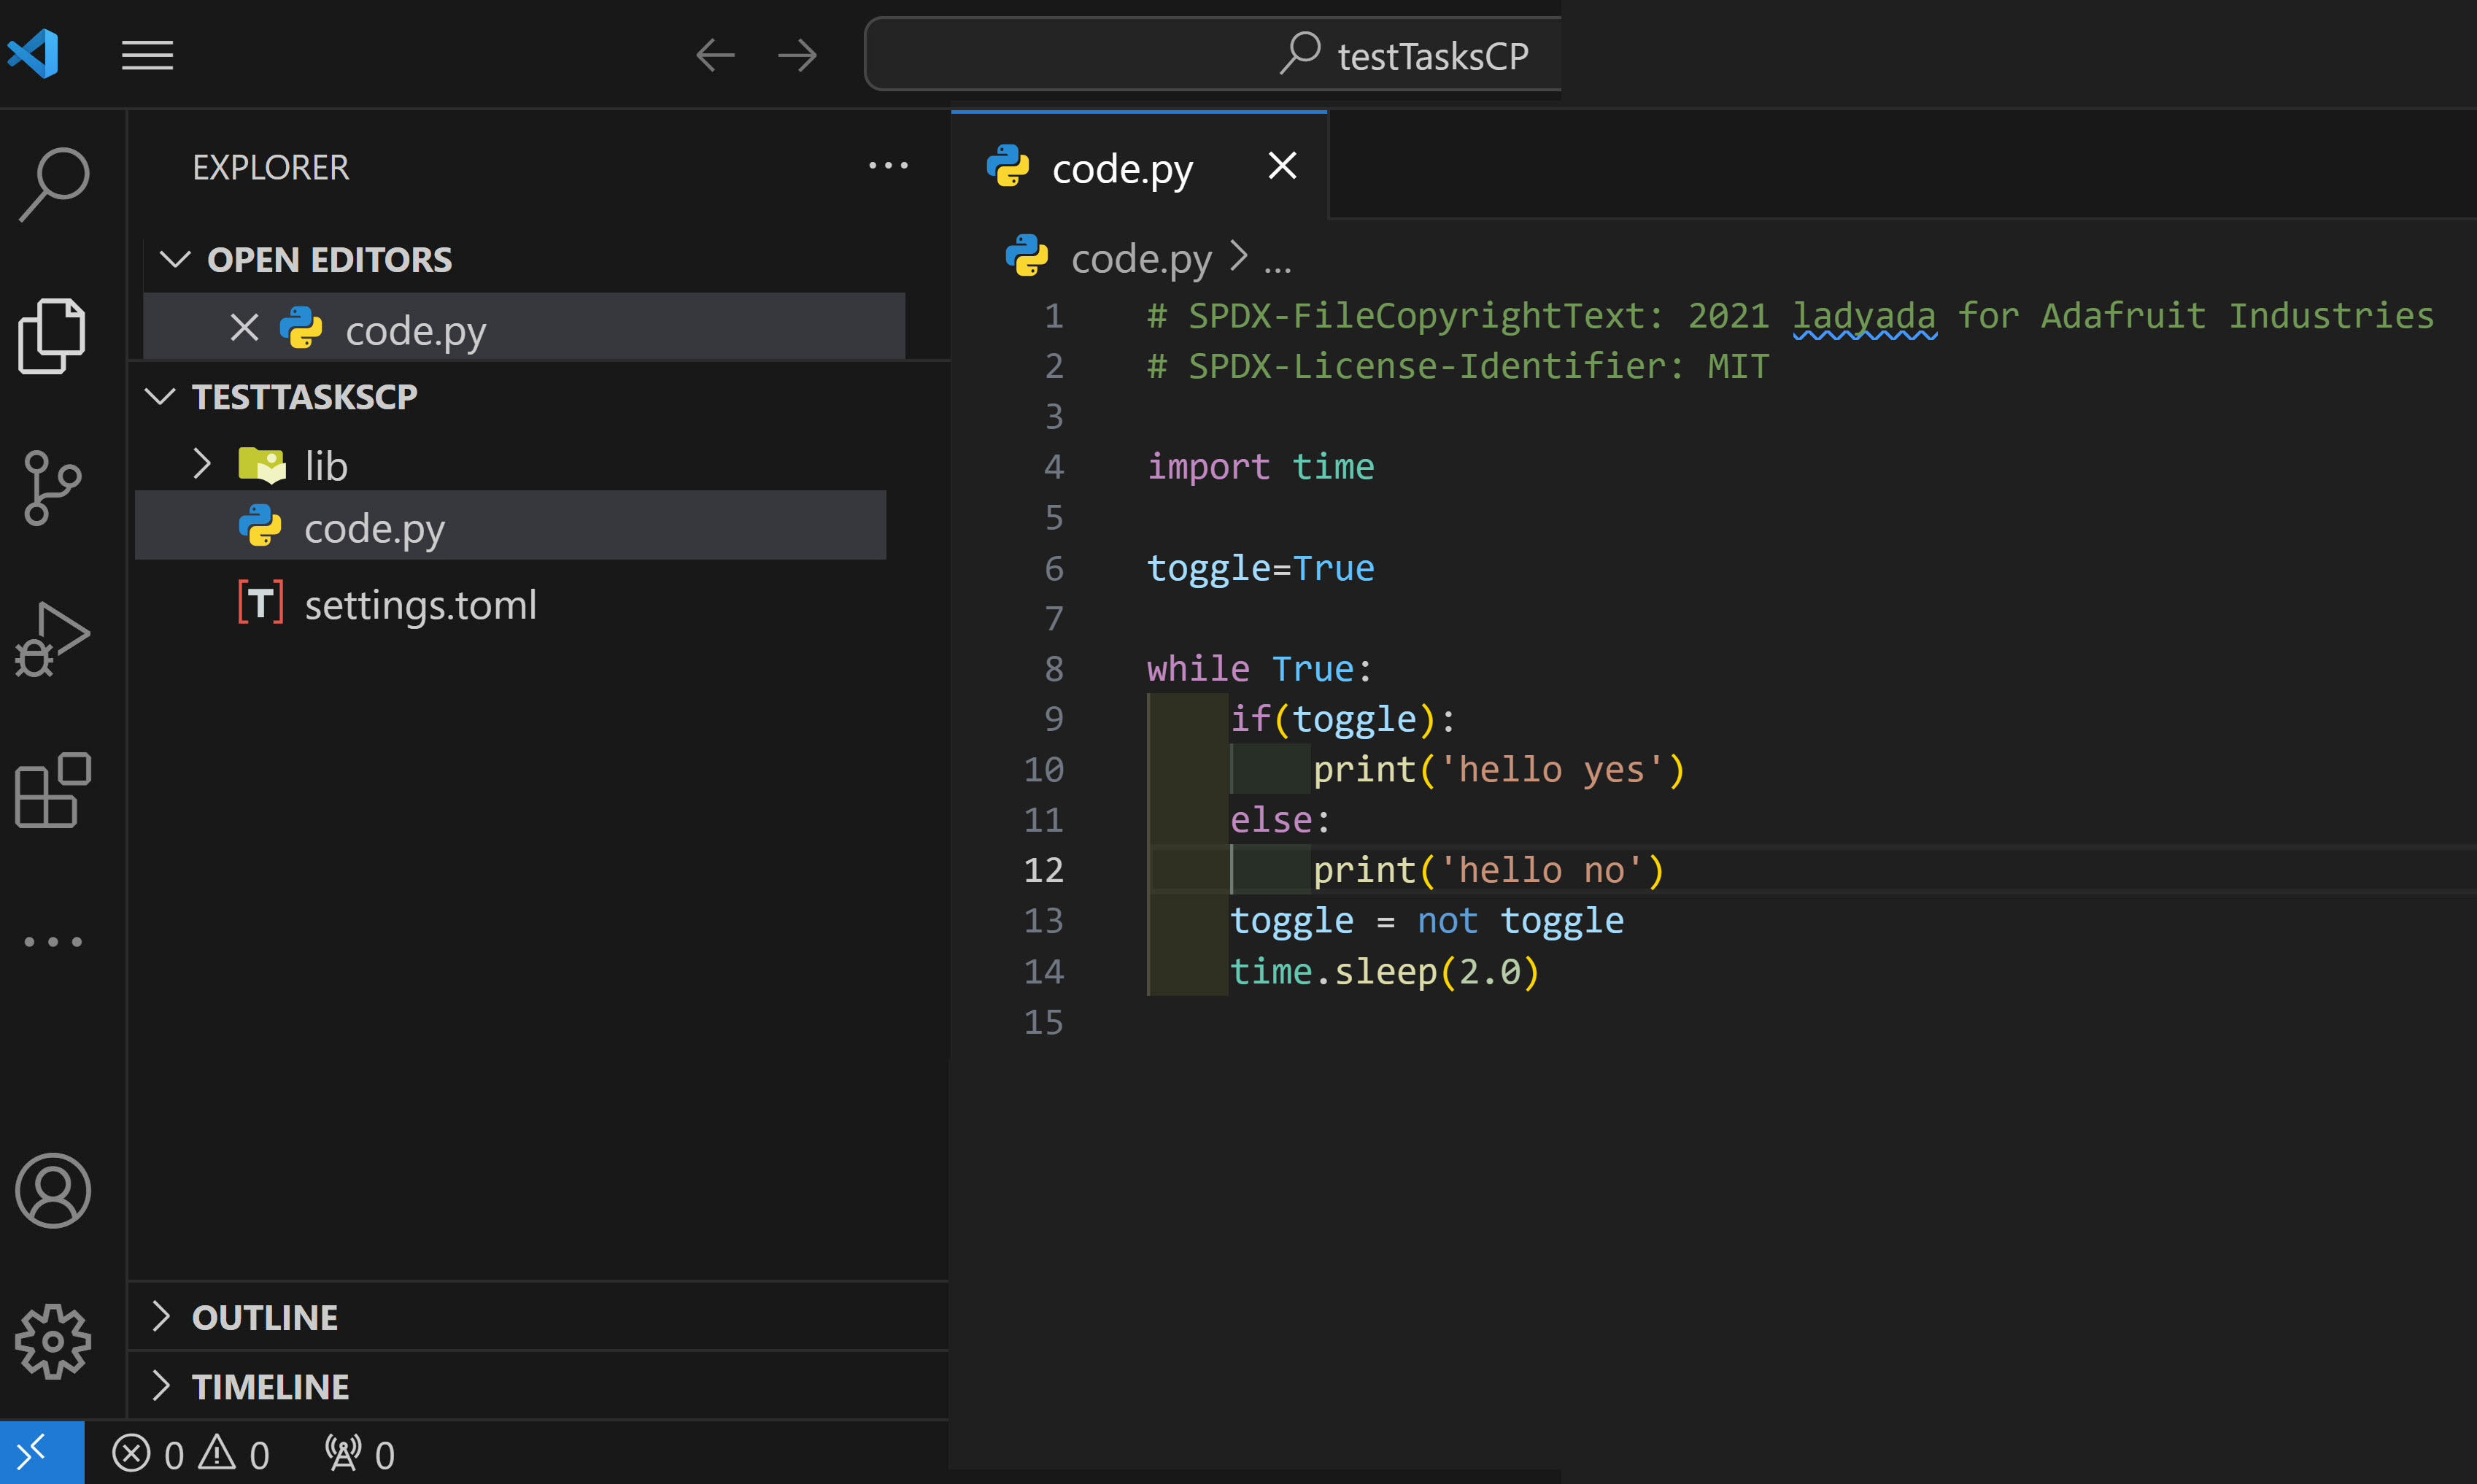 testTasksCP
EXPLORER
OPEN EDITORS
code.py
TESTTASKSCP
lib
code.py
[T] settings.toml
OUTLINE
TIMELINE
0 0 0
code.py
code.py > ...
1 # SPDX-FileCopyrightText: 2021 ladyada for Adafruit Industries
2 # SPDX-License-Identifier: MIT
3
4 import time
5
6 toggle=True
7
8 while True:
9     if(toggle):
10         print('hello yes')
11     else:
12         print('hello no')
13     toggle = not toggle
14     time.sleep(2.0)
15